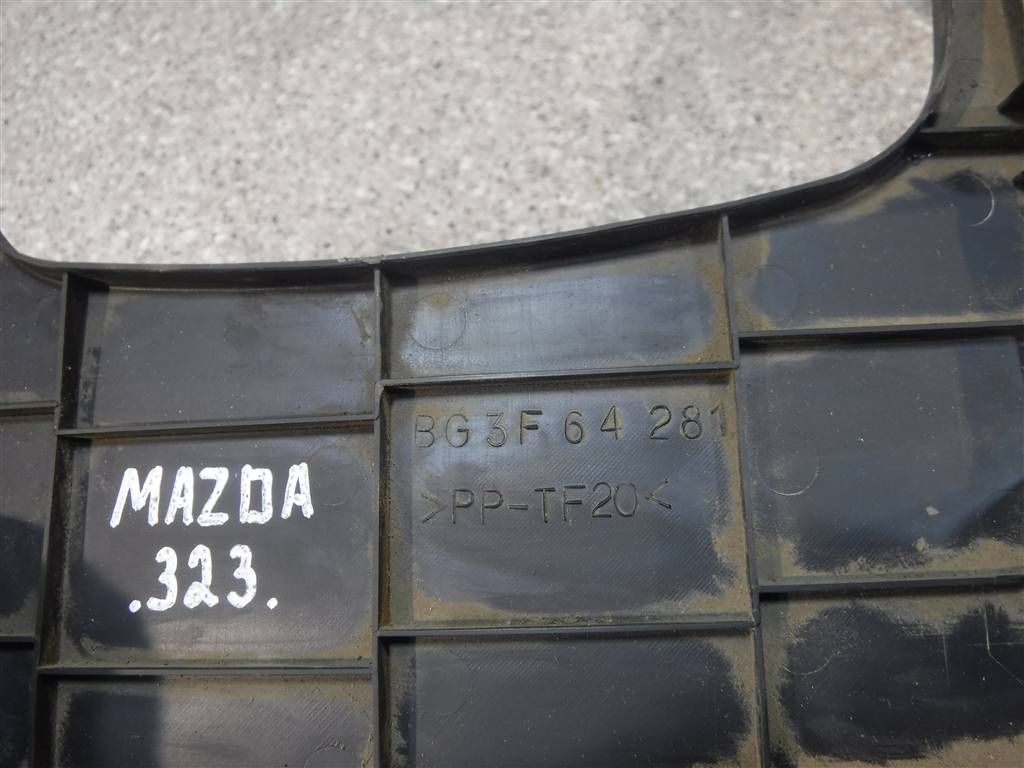 BG3F 64 281
>PP-TF20<
MAZDA
.323.